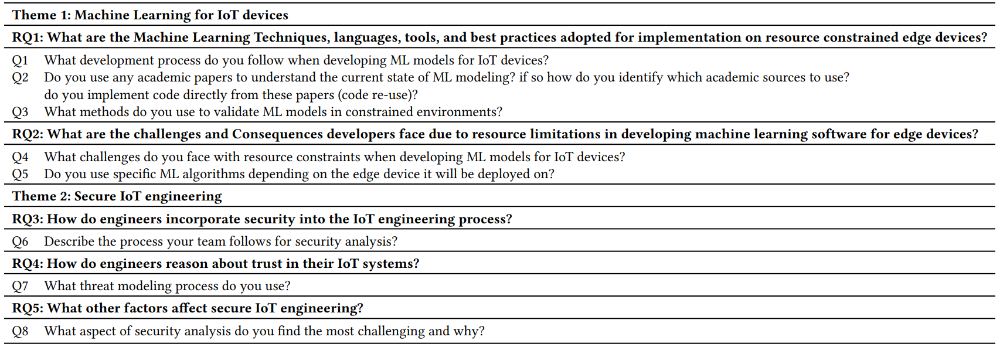 Theme 1: Machine Learning for IoT devices
RQ1: What are the Machine Learning Techniques, languages, tools, and best practices adopted for implementation on resource constrained edge devices?
Q1 What development process do you follow when developing ML models for IoT devices?
Q2 Do you use any academic papers to understand the current state of ML modeling? if so how do you identify which academic sources to use?
do you implement code directly from these papers (code re-use)?
Q3 What methods do you use to validate ML models in constrained environments?
RQ2: What are the challenges and Consequences developers face due to resource limitations in developing machine learning software for edge devices?
Q4 What challenges do you face with resource constraints when developing ML models for IoT devices?
Q5 Do you use specific ML algorithms depending on the edge device it will be deployed on?
Theme 2: Secure IoT engineering
RQ3: How do engineers incorporate security into the IoT engineering process?
Q6 Describe the process your team follows for security analysis?
RQ4: How do engineers reason about trust in their IoT systems?
Q7 What threat modeling process do you use?
RQ5: What other factors affect secure IoT engineering?
Q8 What aspect of security analysis do you find the most challenging and why?